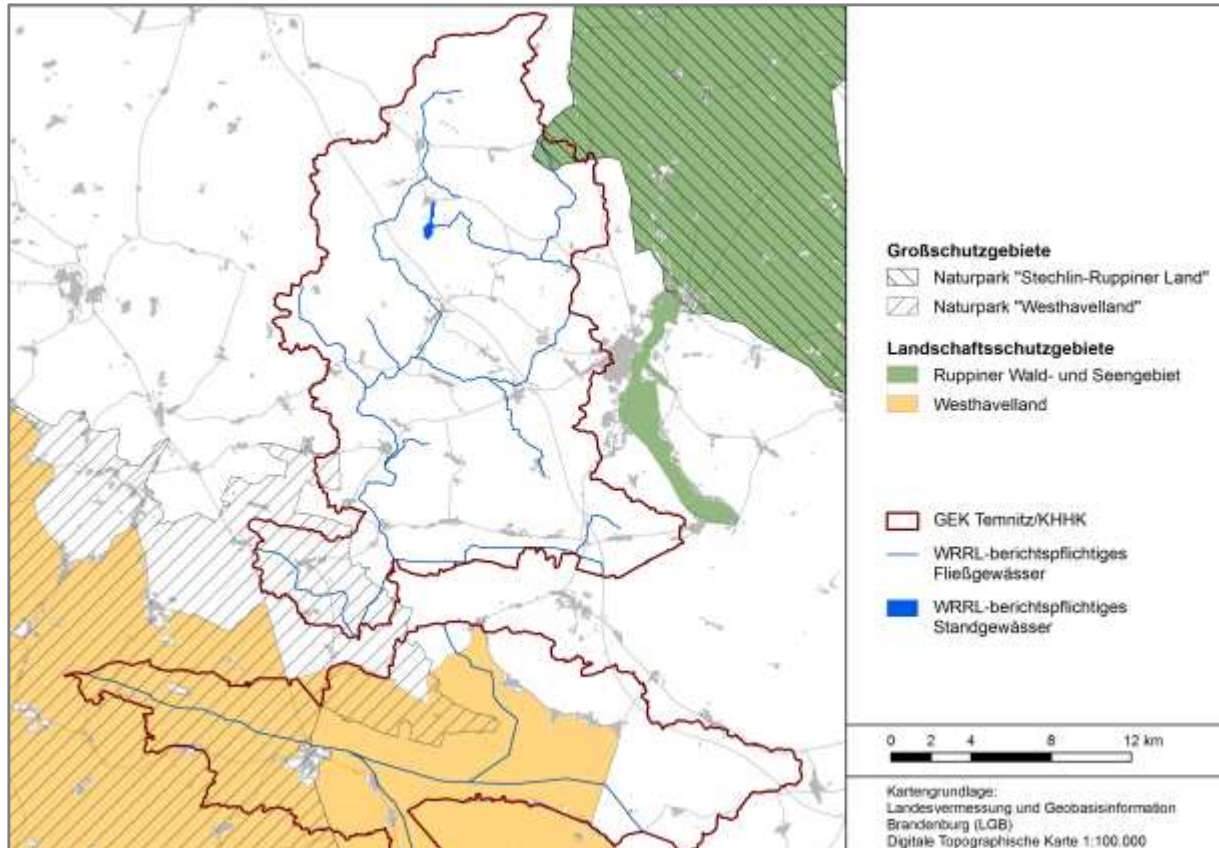 Großschutzgebiete
Naturpark "Stechlin-Ruppiner Land"
Naturpark "Westhavelland"
Landschaftsschutzgebiete
Ruppiner Wald- und Seengebiet
Westhavelland
GEK Temnitz/KHHK
WRRL-berichtspflichtiges
Fließgewässer
WRRL-berichtspflichtiges
Standgewässer
0 2 4 8 12 km
Kartengrundlage:
Landesvermessung und Geobasisinformation
Brandenburg (LGB)
Digitale Topographische Karte 1:100.000